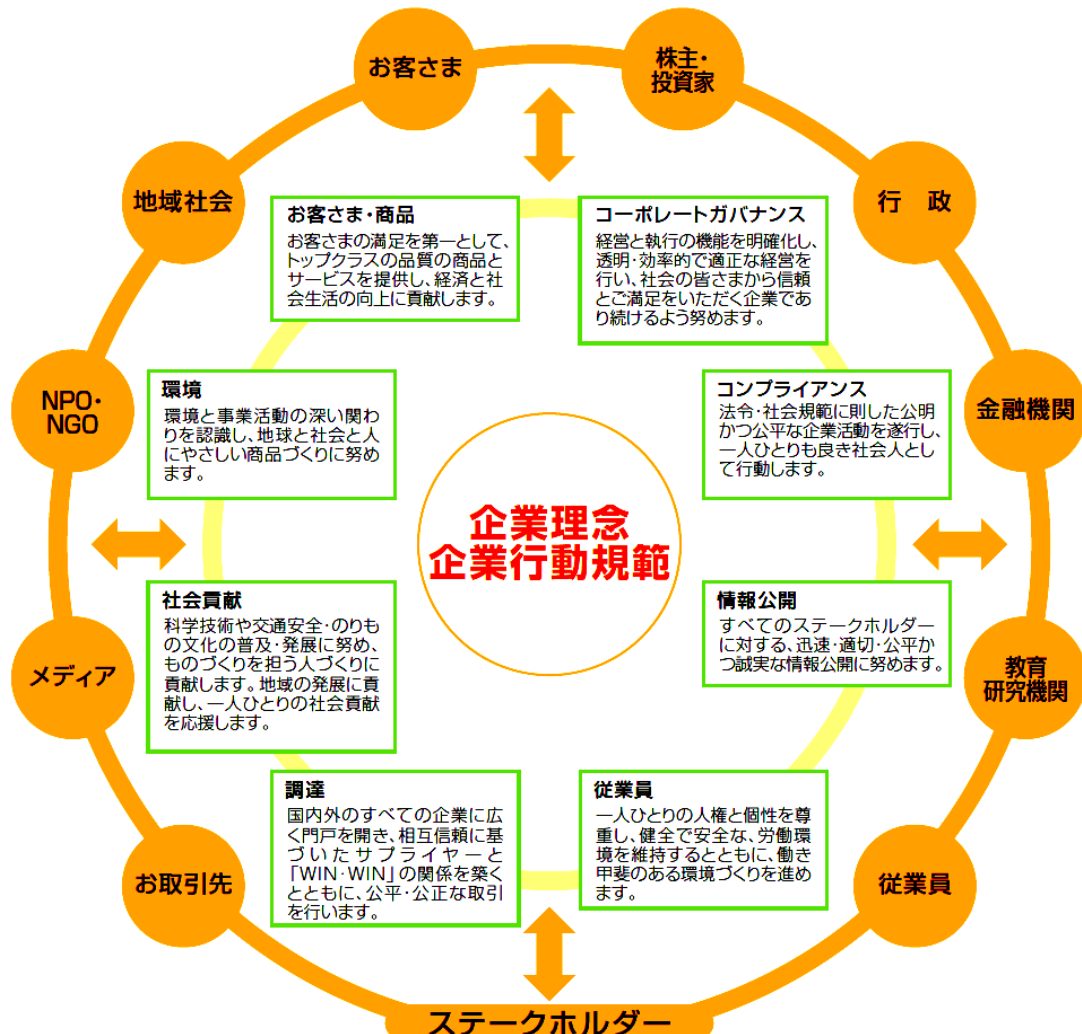 お客さま
株主・
投資家
地域社会
行　政
お客さま・商品
お客さまの満足を第一として、
トップクラスの品質の商品と
サービスを提供し、経済と社
会生活の向上に貢献します。
コーポレートガバナンス
経営と執行の機能を明確化し、
透明・効率的で適正な経営を
行い、社会の皆さまから信頼
とご満足をいただく企業であ
り続けるよう努めます。
NPO・
NGO
環境
環境と事業活動の深い関わ
りを認識し、地球と社会と人
にやさしい商品づくりに努め
ます。
コンプライアンス
法令・社会規範に則した公明
かつ公平な企業活動を遂行し、
一人ひとりも良き社会人とし
て行動します。
金融機関
企業理念
企業行動規範
メディア
社会貢献
科学技術や交通安全・のりも
の文化の普及・発展に努め、
ものづくりを担う人づくりに
貢献します。地域の発展に貢
献し、一人ひとりの社会貢献
を応援します。
情報公開
すべてのステークホルダー
に対する、迅速・適切・公平か
つ誠実な情報公開に努めます。
教育
研究機関
お取引先
調達
国内外のすべての企業に広
く門戸を開き、相互信頼に基
づいたサプライヤーと
「WIN・WIN」の関係を築く
とともに、公平・公正な取引
を行います。
従業員
一人ひとりの人権と個性を尊
重し、健全で安全な、労働環
境を維持するとともに、働き
甲斐のある環境づくりを進め
ます。
従業員
ステークホルダー